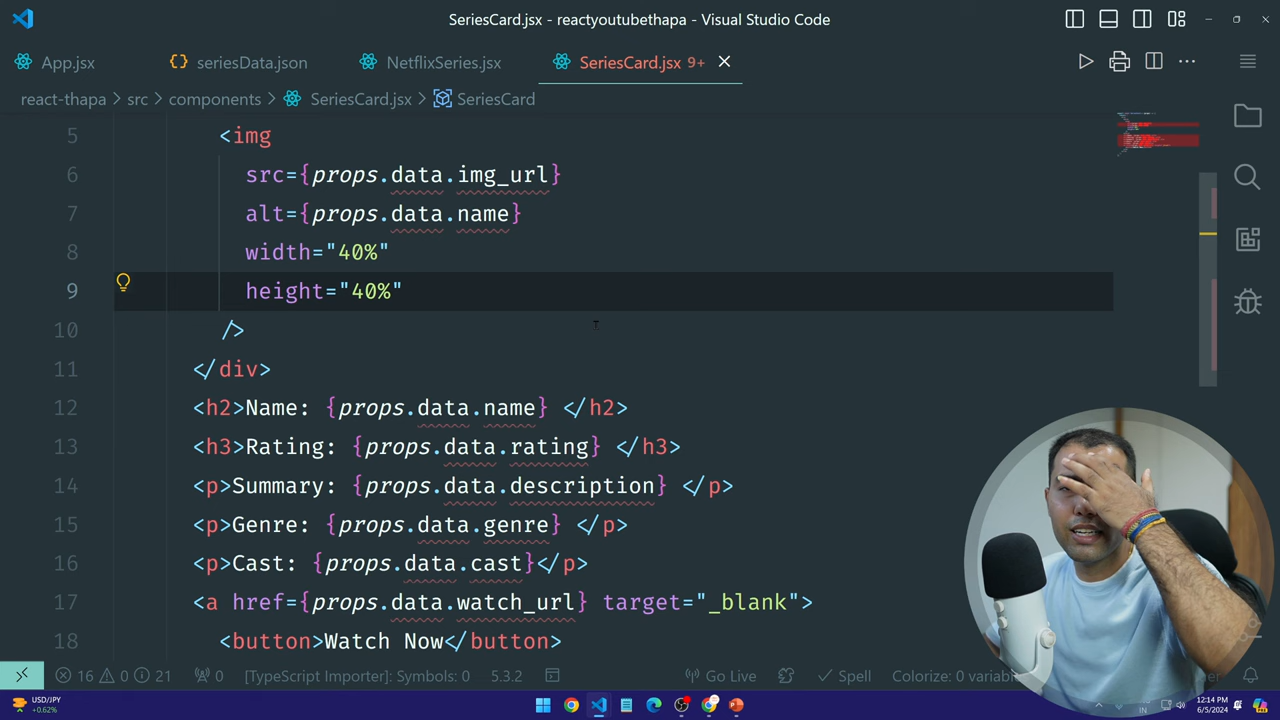 SeriesCard.jsx - reactyoutubethapa - Visual Studio Code
App.jsx seriesData.json NetflixSeries.jsx SeriesCard.jsx 9+
react-thapa > src > components > SeriesCard.jsx > SeriesCard
5 <img
6 src={props.data.img_url}
7 alt={props.data.name}
8 width="40%"
9 height="40%"
10 />
11 </div>
12 <h2>Name: {props.data.name} </h2>
13 <h3>Rating: {props.data.rating} </h3>
14 <p>Summary: {props.data.description} </p>
15 <p>Genre: {props.data.genre} </p>
16 <p>Cast: {props.data.cast}</p>
17 <a href={props.data.watch_url} target="_blank">
18 <button>Watch Now</button>
16 0 21 0 [TypeScript Importer]: Symbols: 0 5.3.2 Go Live Spell Colorize: 0 variab
USD/JPY
+0.62%
IN
12:14 PM
6/5/2024